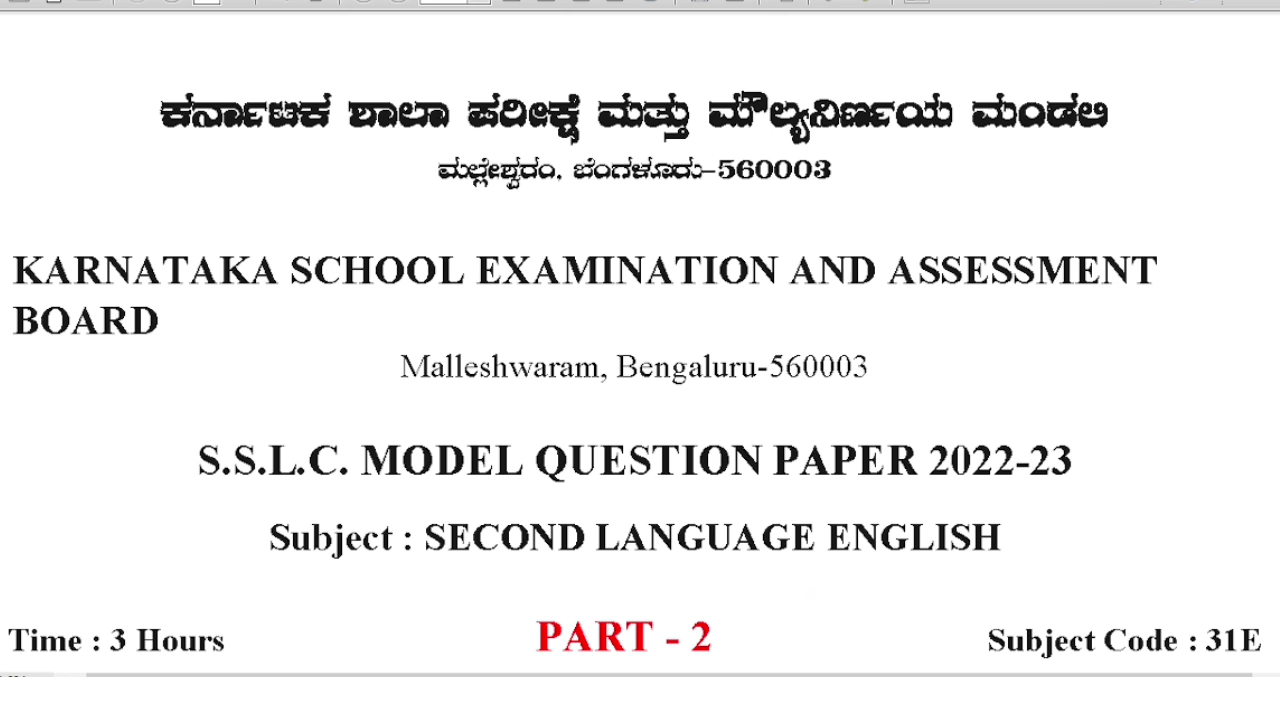 ಕರ್ನಾಟಕ ಶಾಲಾ ಪರೀಕ್ಷೆ ಮತ್ತು ಮೌಲ್ಯನಿರ್ಣಯ ಮಂಡಲಿ
ಮಲ್ಲೇಶ್ವರಂ, ಬೆಂಗಳೂರು-560003
KARNATAKA SCHOOL EXAMINATION AND ASSESSMENT
BOARD
Malleshwaram, Bengaluru-560003
S.S.L.C. MODEL QUESTION PAPER 2022-23
Subject : SECOND LANGUAGE ENGLISH
Time : 3 Hours PART - 2 Subject Code : 31E